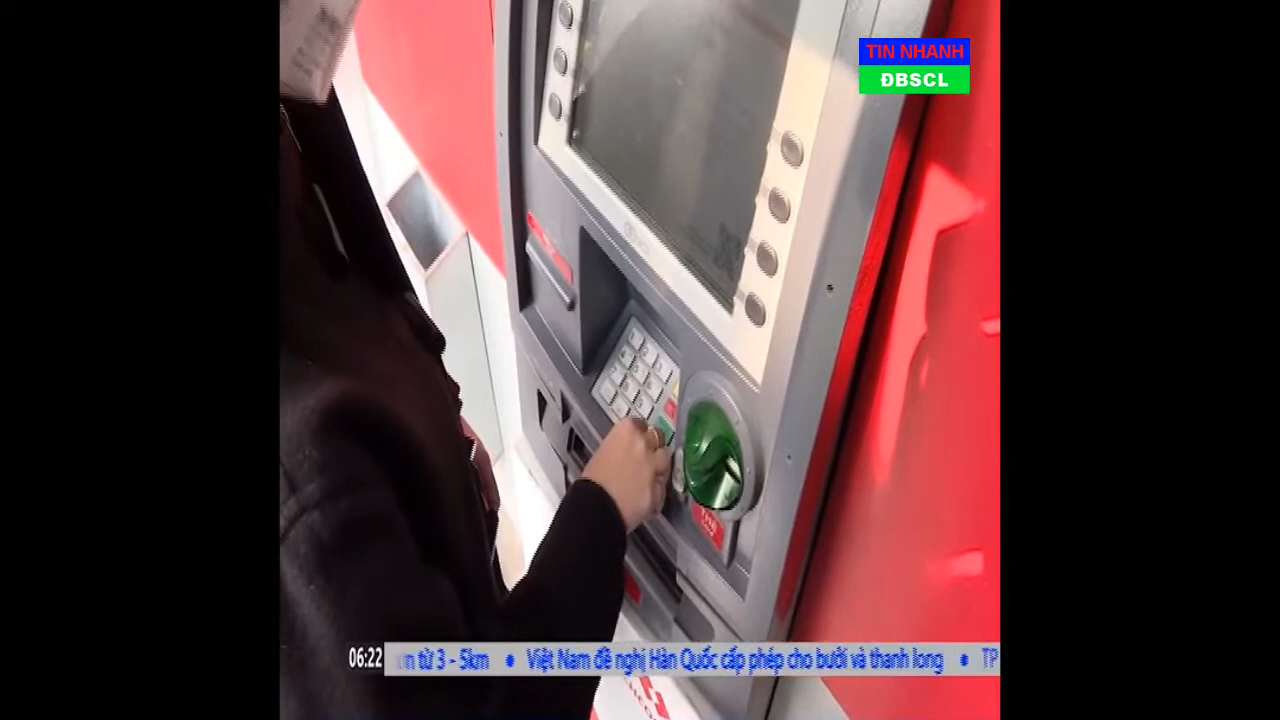 TIN NHANH
ĐBSCL
06:22 n từ 3 - 5km • Việt Nam đề nghị Hàn Quốc cấp phép cho bưởi và thanh long • TP